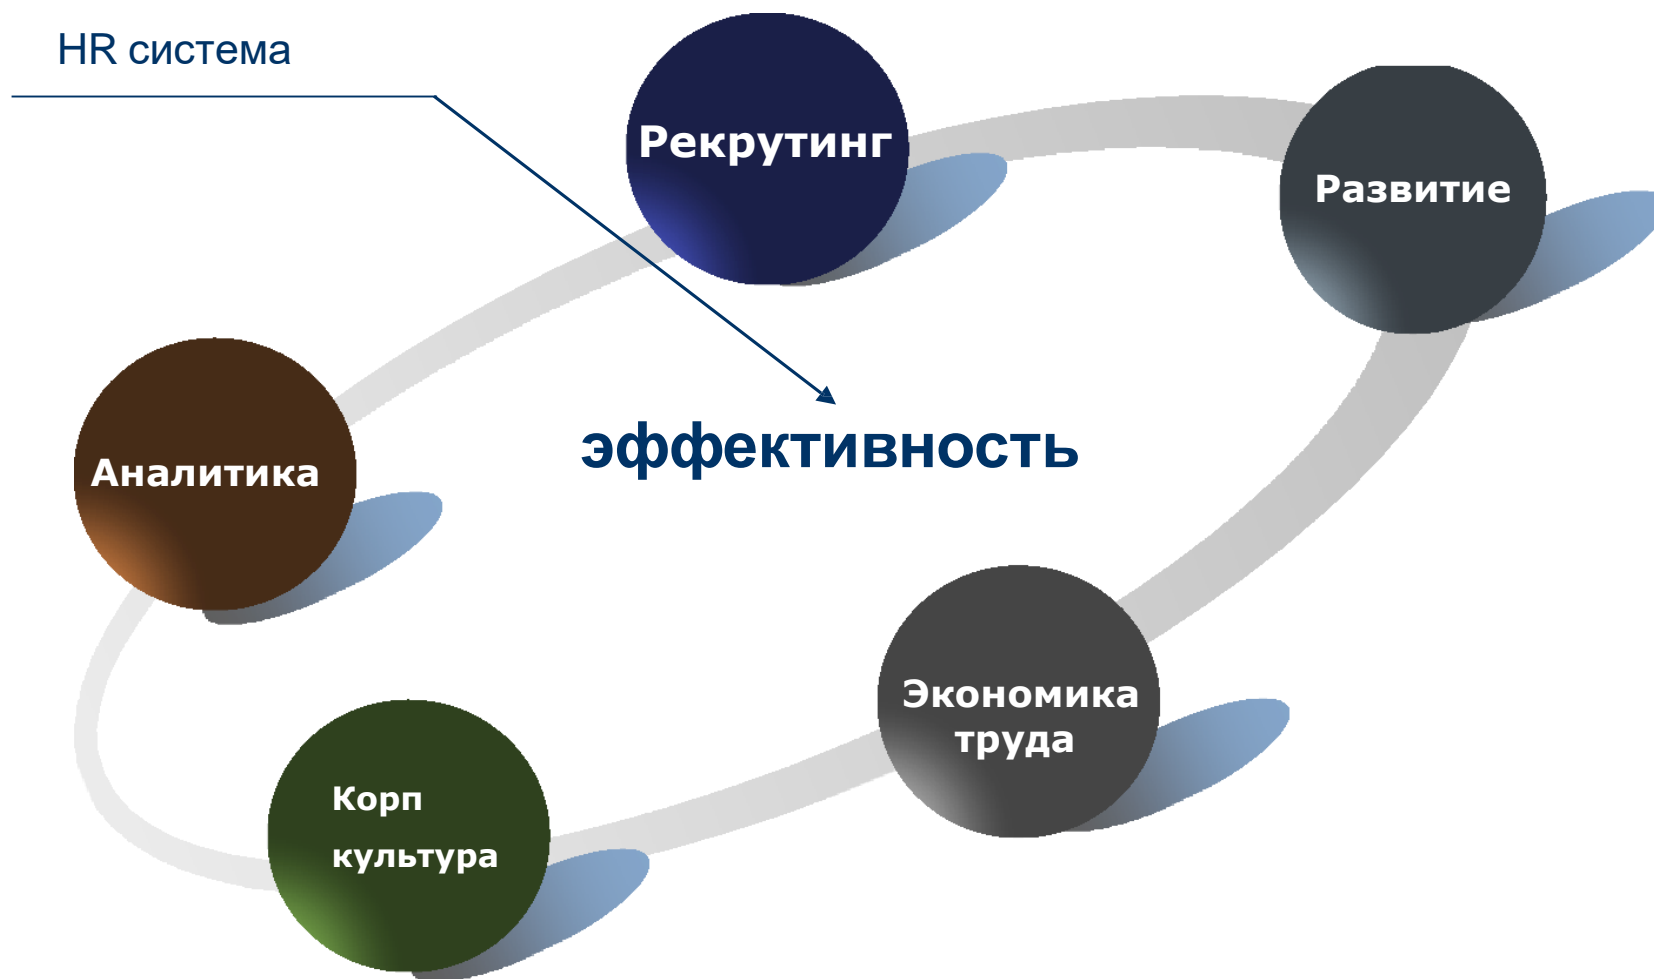 HR система
Рекрутинг
Развитие
эффективность
Аналитика
Экономика
труда
Корп
культура